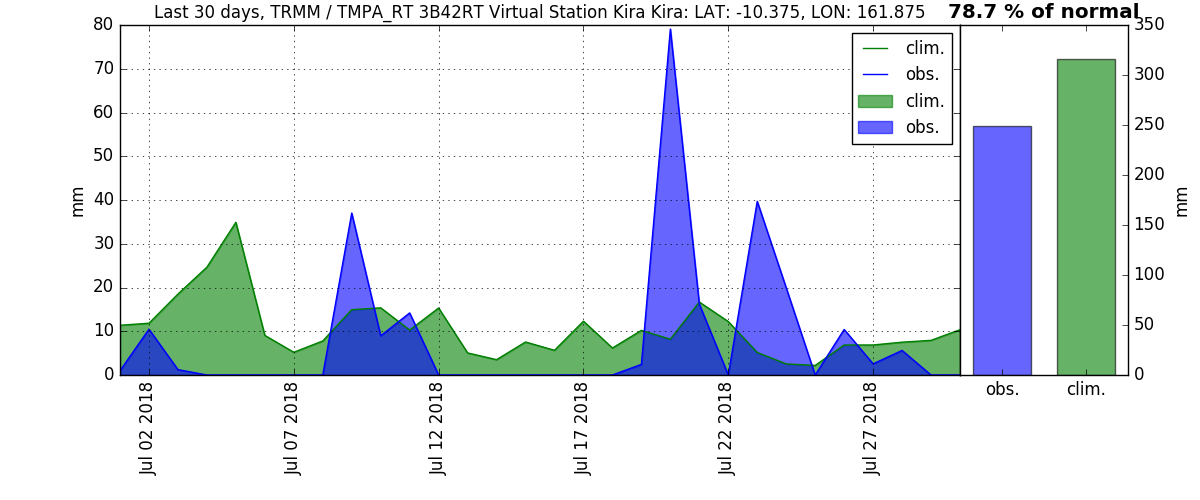 Last 30 days, TRMM / TMPA_RT 3B42RT Virtual Station Kira Kira: LAT: -10.375, LON: 161.875
78.7 % of normal
80
70
60
50
40
30
20
10
0
mm
clim.
obs.
clim.
obs.
Jul 02 2018
Jul 07 2018
Jul 12 2018
Jul 17 2018
Jul 22 2018
Jul 27 2018
350
300
250
200
150
100
50
0
mm
obs.
clim.